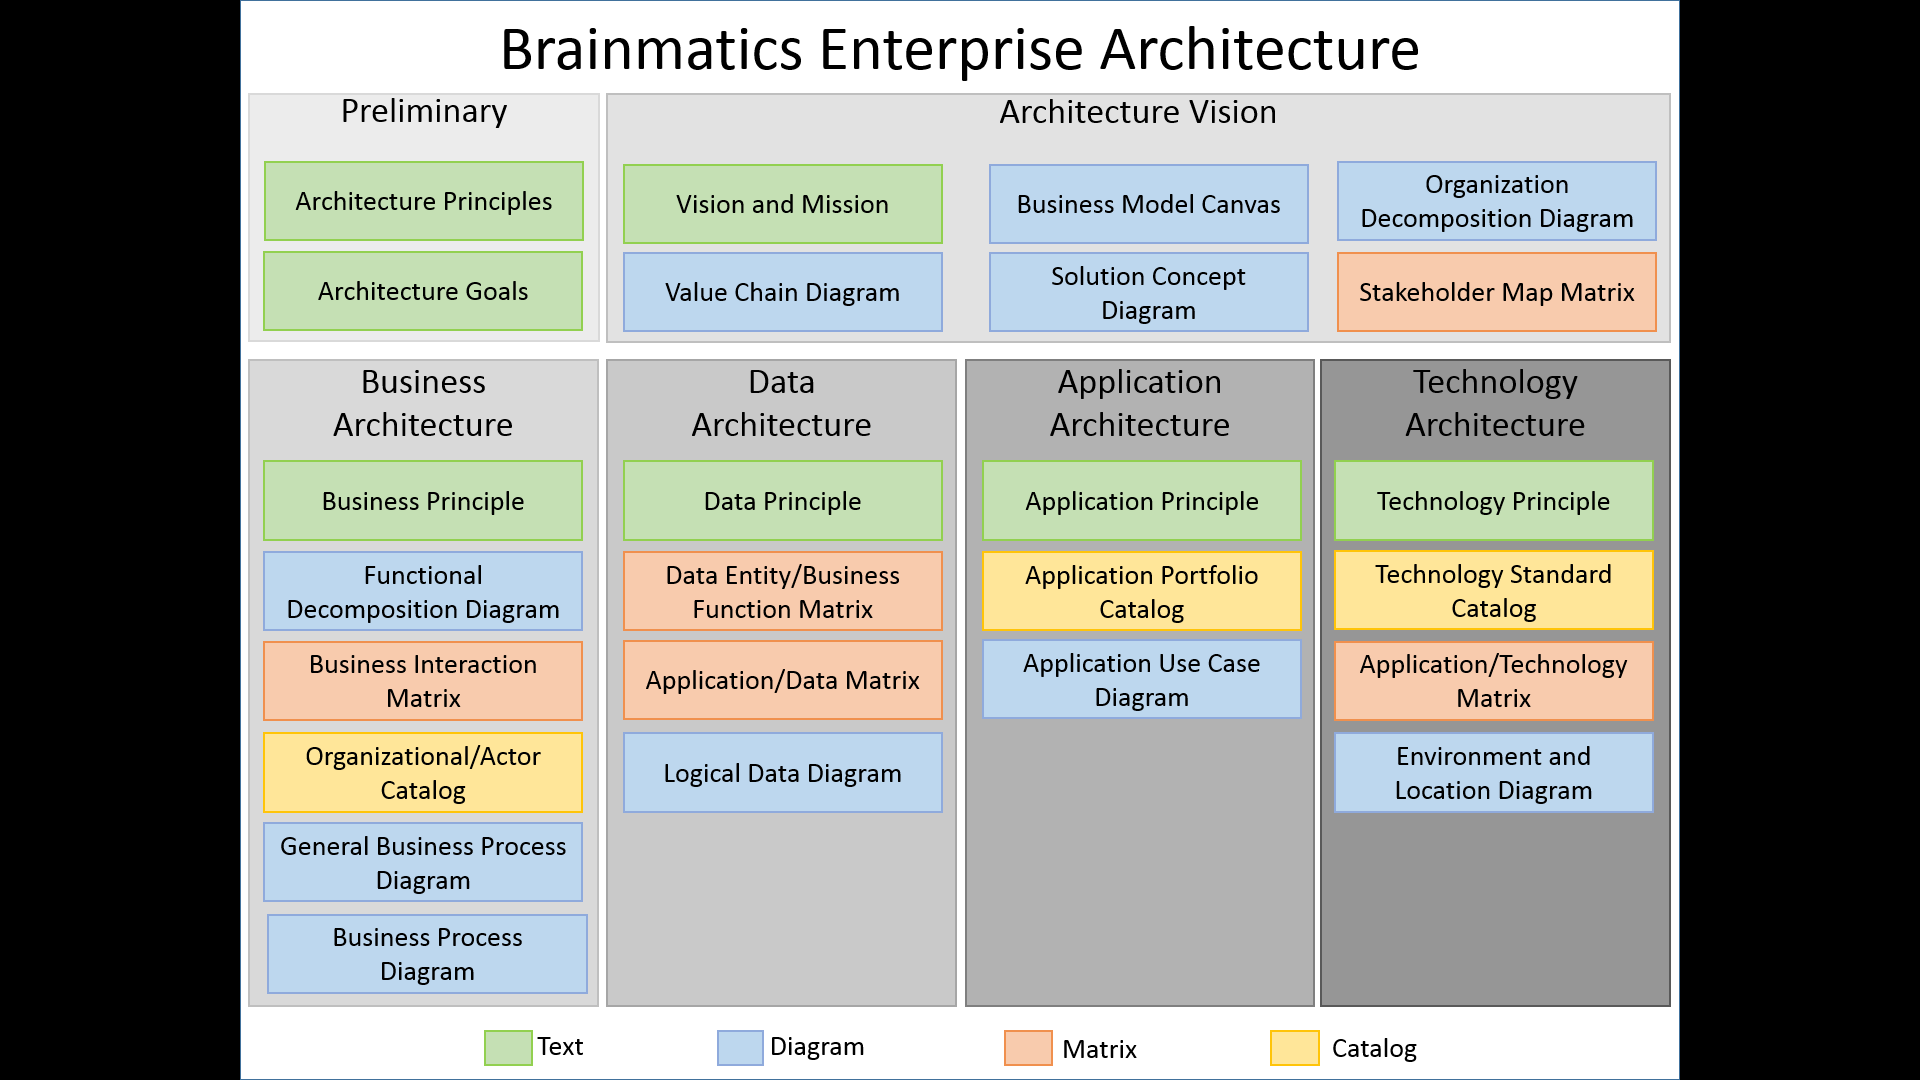 Brainmatics Enterprise Architecture
Preliminary
Architecture Principles
Architecture Goals
Architecture Vision
Vision and Mission
Business Model Canvas
Organization
Decomposition Diagram
Value Chain Diagram
Solution Concept
Diagram
Stakeholder Map Matrix
Business
Architecture
Business Principle
Functional
Decomposition Diagram
Business Interaction
Matrix
Organizational/Actor
Catalog
General Business Process
Diagram
Business Process
Diagram
Data
Architecture
Data Principle
Data Entity/Business
Function Matrix
Application/Data Matrix
Logical Data Diagram
Application
Architecture
Application Principle
Application Portfolio
Catalog
Application Use Case
Diagram
Technology
Architecture
Technology Principle
Technology Standard
Catalog
Application/Technology
Matrix
Environment and
Location Diagram
Text
Diagram
Matrix
Catalog